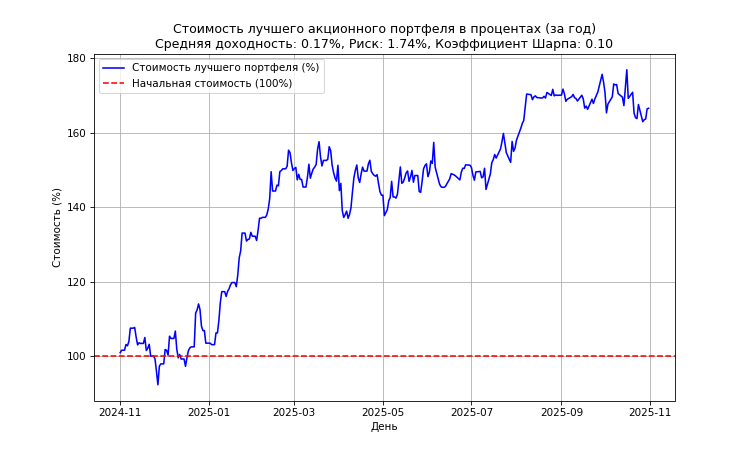 Стоимость лучшего акционного портфеля в процентах (за год)
Средняя доходность: 0.17%, Риск: 1.74%, Коэффициент Шарпа: 0.10
Стоимость лучшего портфеля (%)
Начальная стоимость (100%)
Стоимость (%)
180
160
140
120
100
2024-11 2025-01 2025-03 2025-05 2025-07 2025-09 2025-11
День